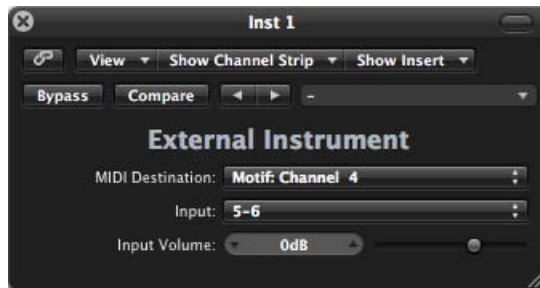 Inst 1
View Show Channel Strip Show Insert
Bypass Compare -
External Instrument
MIDI Destination: Motif: Channel 4
Input: 5-6
Input Volume: 0dB